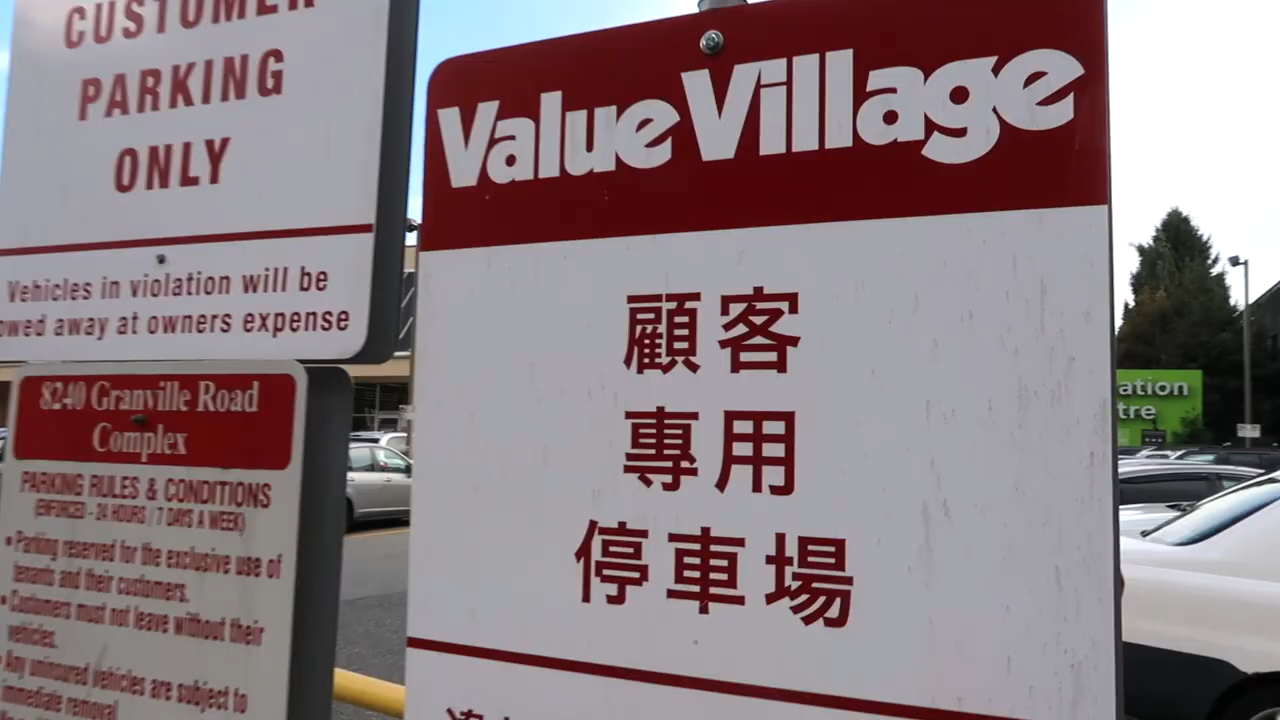 CUSTOMER
PARKING
ONLY
Vehicles in violation will be
owed away at owners expense
8240 Granville Road
Complex
PARKING RULES & CONDITIONS
(ENFORCED - 24 HOURS / 7 DAYS A WEEK)
• Parking reserved for the exclusive use of
tenants and their customers.
• Customers must not leave without their
vehicles.
• Any uninsured vehicles are subject to
immediate removal
Value Village
顧客
專用
停車場
ation
tre